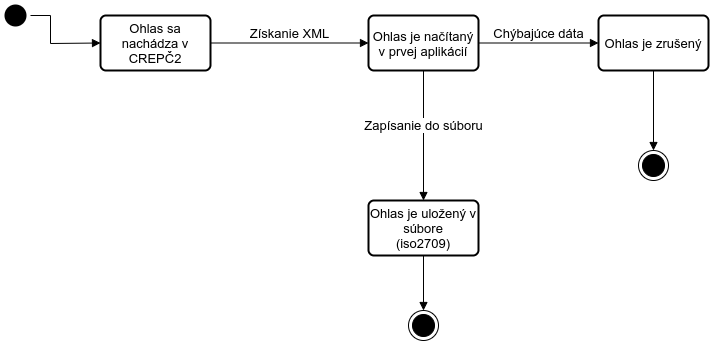 Ohlas sa
nachádza v
CREPČ2
Získanie XML
Ohlas je načítaný
v prvej aplikácií
Chýbajúce dáta
Ohlas je zrušený
Zapísanie do súboru
Ohlas je uložený v
súbore
(iso2709)